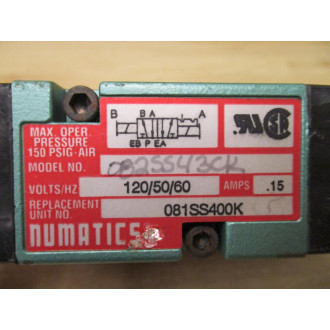 B B A A
EB P EA
MAX. OPER.
PRESSURE
150 PSIG-AIR
MODEL NO. 082SS43CK
VOLTS/HZ 120/50/60 AMPS .15
REPLACEMENT
UNIT NO. 081SS400K
NUMATICS